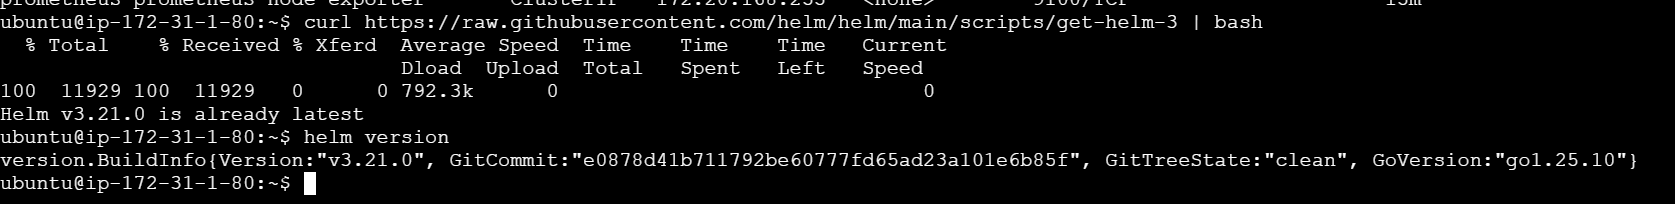 ubuntu@ip-172-31-1-80:~$ curl https://raw.githubusercontent.com/helm/helm/main/scripts/get-helm-3 | bash
  % Total    % Received % Xferd  Average Speed  Time    Time    Time   Current
                                 Dload  Upload  Total   Spent   Left   Speed
100  11929 100  11929   0      0 792.3k      0                              0
Helm v3.21.0 is already latest
ubuntu@ip-172-31-1-80:~$ helm version
version.BuildInfo{Version:"v3.21.0", GitCommit:"e0878d41b711792be60777fd65ad23a101e6b85f", GitTreeState:"clean", GoVersion:"go1.25.10"}
ubuntu@ip-172-31-1-80:~$